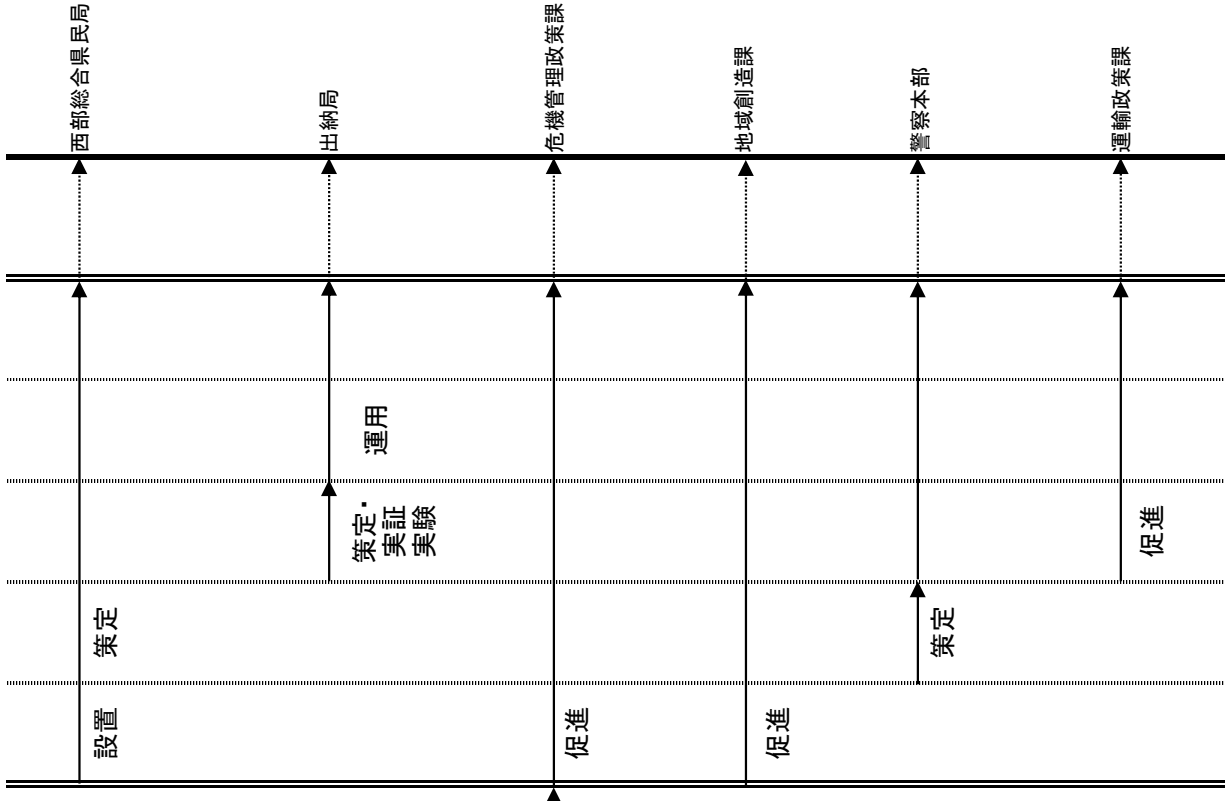 西部総合県民局
設置
策定
出納局
策定・
実証
実験
運用
危機管理政策課
促進
地域創造課
促進
警察本部
策定
運輸政策課
促進